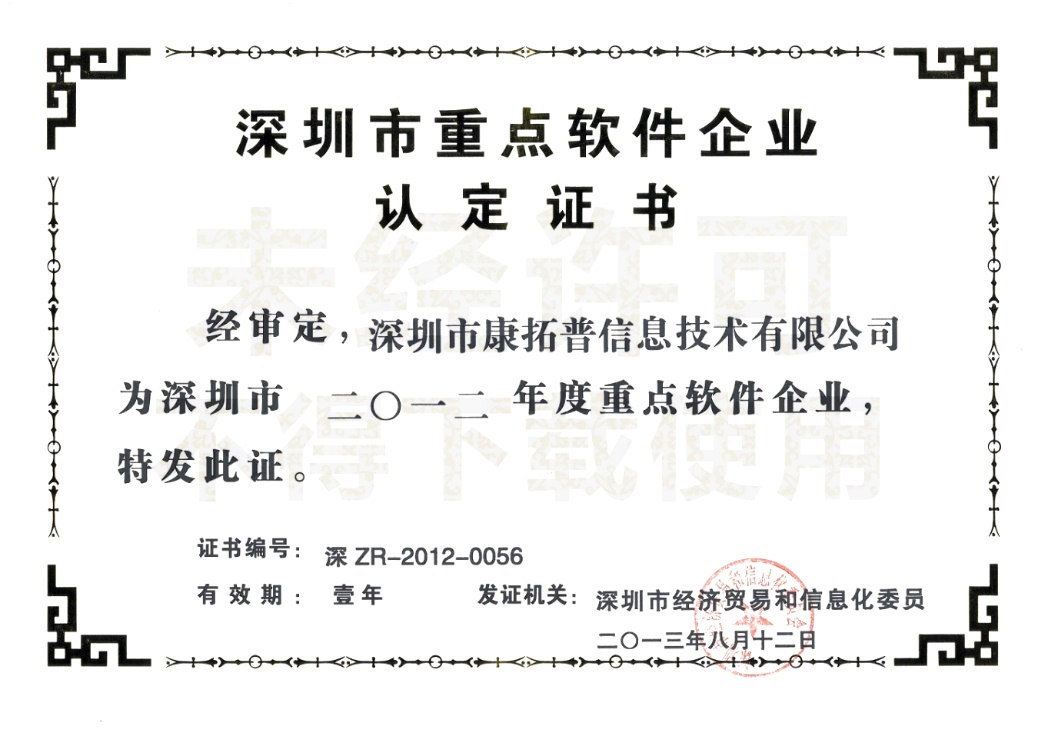 深圳市重点软件企业
认定证书
未经许可
不得下载使用
经审定，深圳市康拓普信息技术有限公司
为深圳市 二〇一二 年度重点软件企业，
特发此证。
证书编号： 深 ZR-2012-0056
有效期： 壹年
发证机关： 深圳市经济贸易和信息化委员
二〇一三年八月十二日